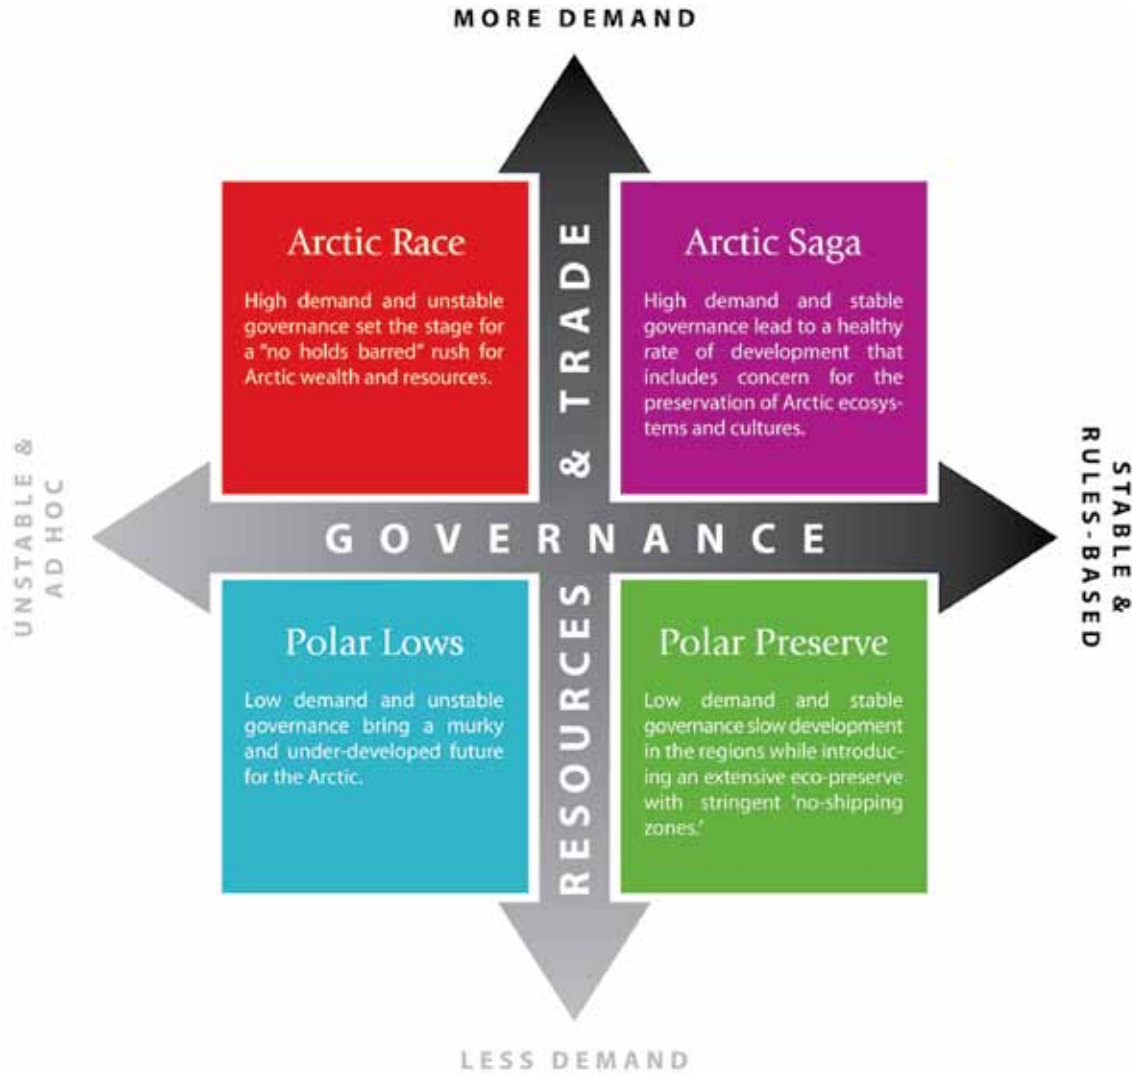 MORE DEMAND
Arctic Race
High demand and unstable
governance set the stage for
a "no holds barred" rush for
Arctic wealth and resources.
Arctic Saga
High demand and stable
governance lead to a healthy
rate of development that
includes concern for the
preservation of Arctic ecosys-
tems and cultures.
UNSTABLE &
AD HOC
GOVERNANCE
RESOURCES & TRADE
STABLE &
RULES-BASED
Polar Lows
Low demand and unstable
governance bring a murky
and under-developed future
for the Arctic.
Polar Preserve
Low demand and stable
governance slow development
in the regions while introduc-
ing an extensive eco-preserve
with stringent 'no-shipping
zones.'
LESS DEMAND